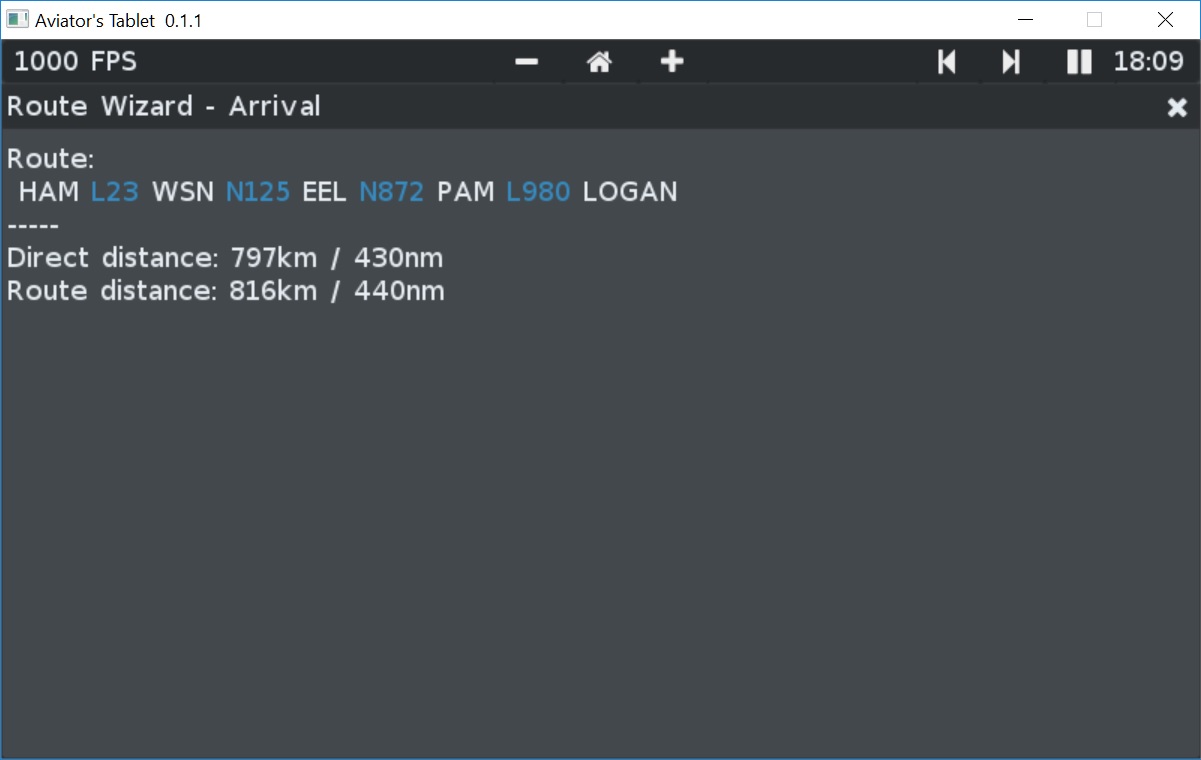 Aviator's Tablet 0.1.1
1000 FPS
18:09
Route Wizard - Arrival
Route:
HAM L23 WSN N125 EEL N872 PAM L980 LOGAN
-----
Direct distance: 797km / 430nm
Route distance: 816km / 440nm